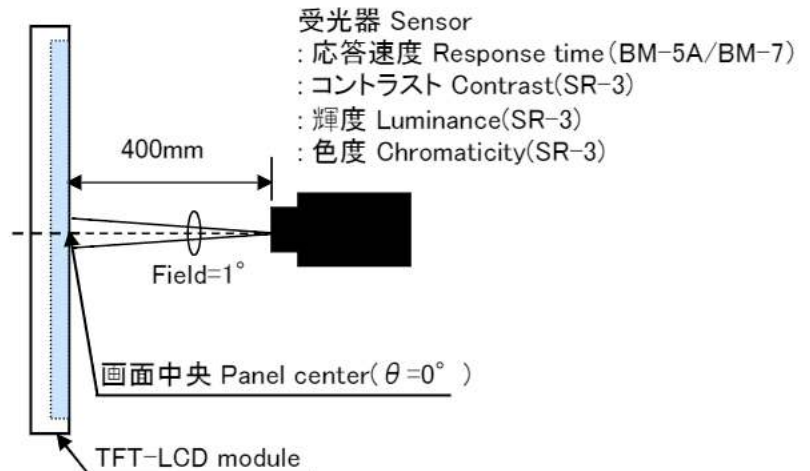 受光器 Sensor
: 応答速度 Response time(BM-5A/BM-7)
: コントラスト Contrast(SR-3)
: 輝度 Luminance(SR-3)
: 色度 Chromaticity(SR-3)
400mm
Field=1°
画面中央 Panel center( θ=0° )
TFT-LCD module